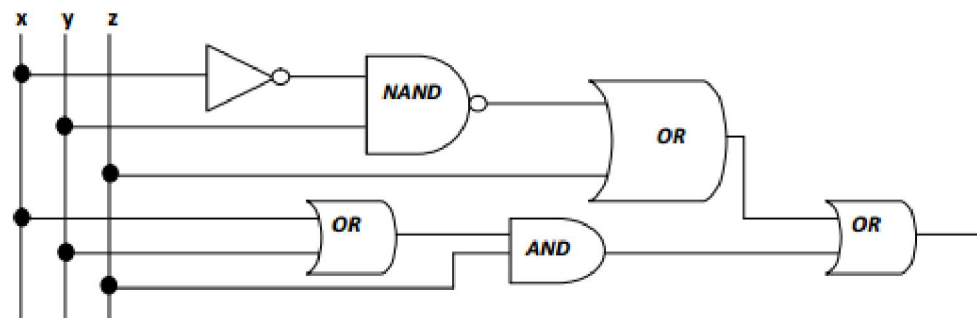 x y z
NAND
OR
OR
AND
OR